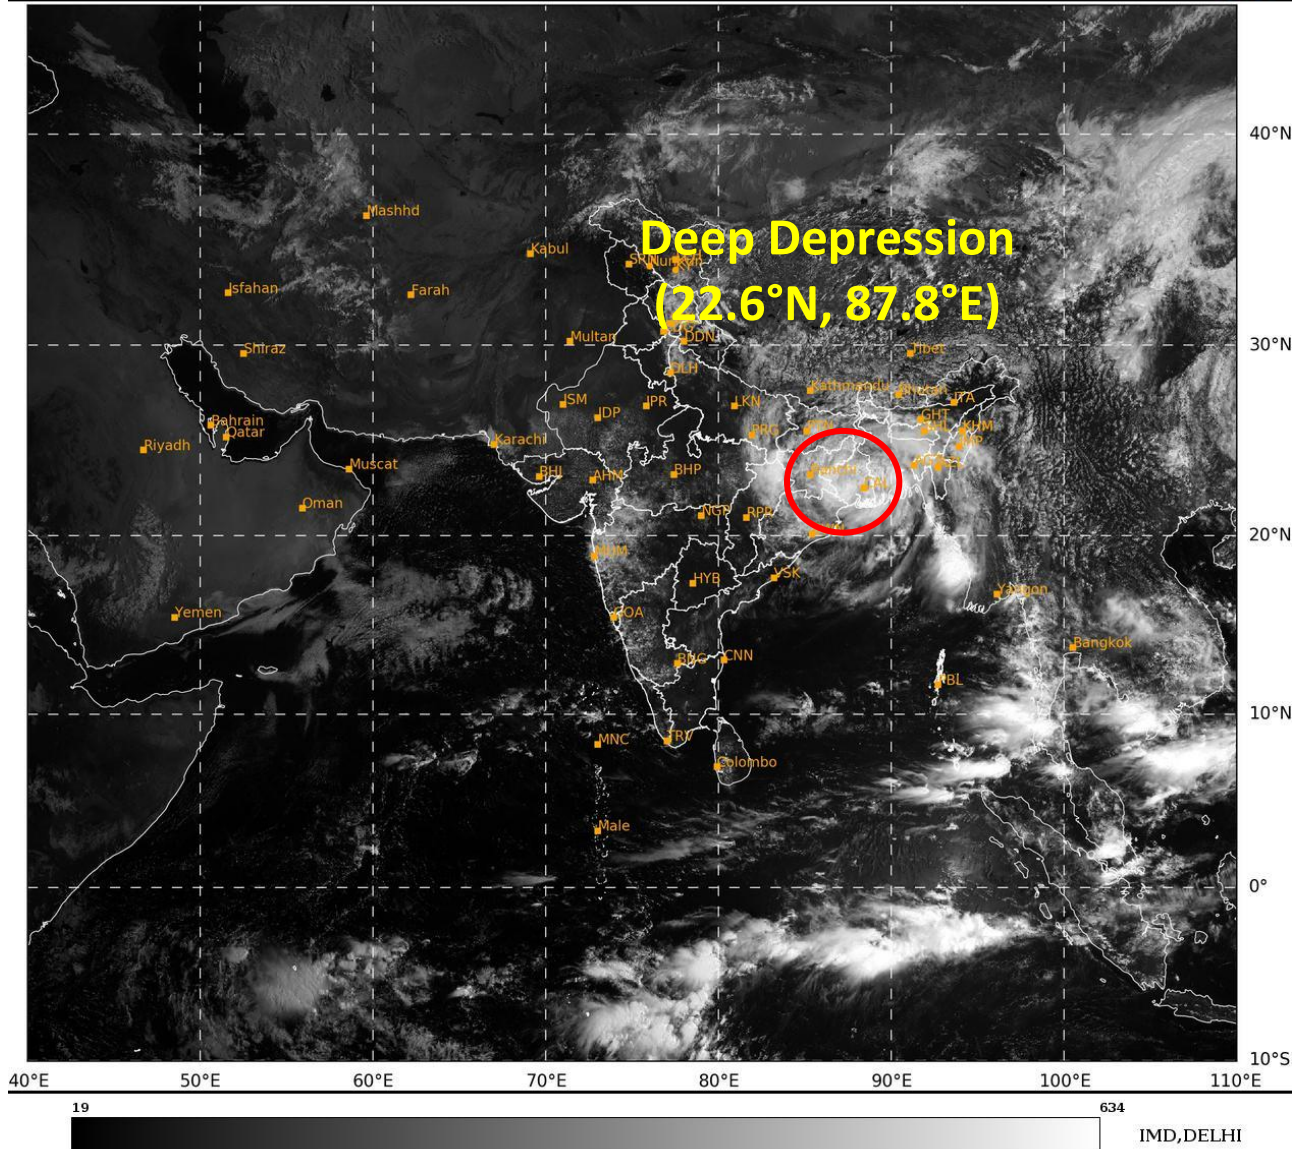 40°N
Mashhd
Deep Depression
Kabul
SRN
Isfahan
Farah
(22.6°N, 87.8°E)
Multan
DDN
30°N
Shiraz
Tibet
DLH
Kathmandu
Bhutan
ITA
JSM
JPR
LKN
JDP
GHT
Bahrain
Qatar
PRG
KHM
Riyadh
Karachi
Muscat
BHJ
AHM
BHP
Ranchi
CAL
Oman
NGP
RPR
20°N
MUM
HYB
VSK
Yangon
Yemen
GOA
Bangkok
BNG
CNN
PBL
10°N
MNC
TRV
Colombo
Male
0°
10°S
40°E 50°E 60°E 70°E 80°E 90°E 100°E 110°E
19 634
IMD,DELHI